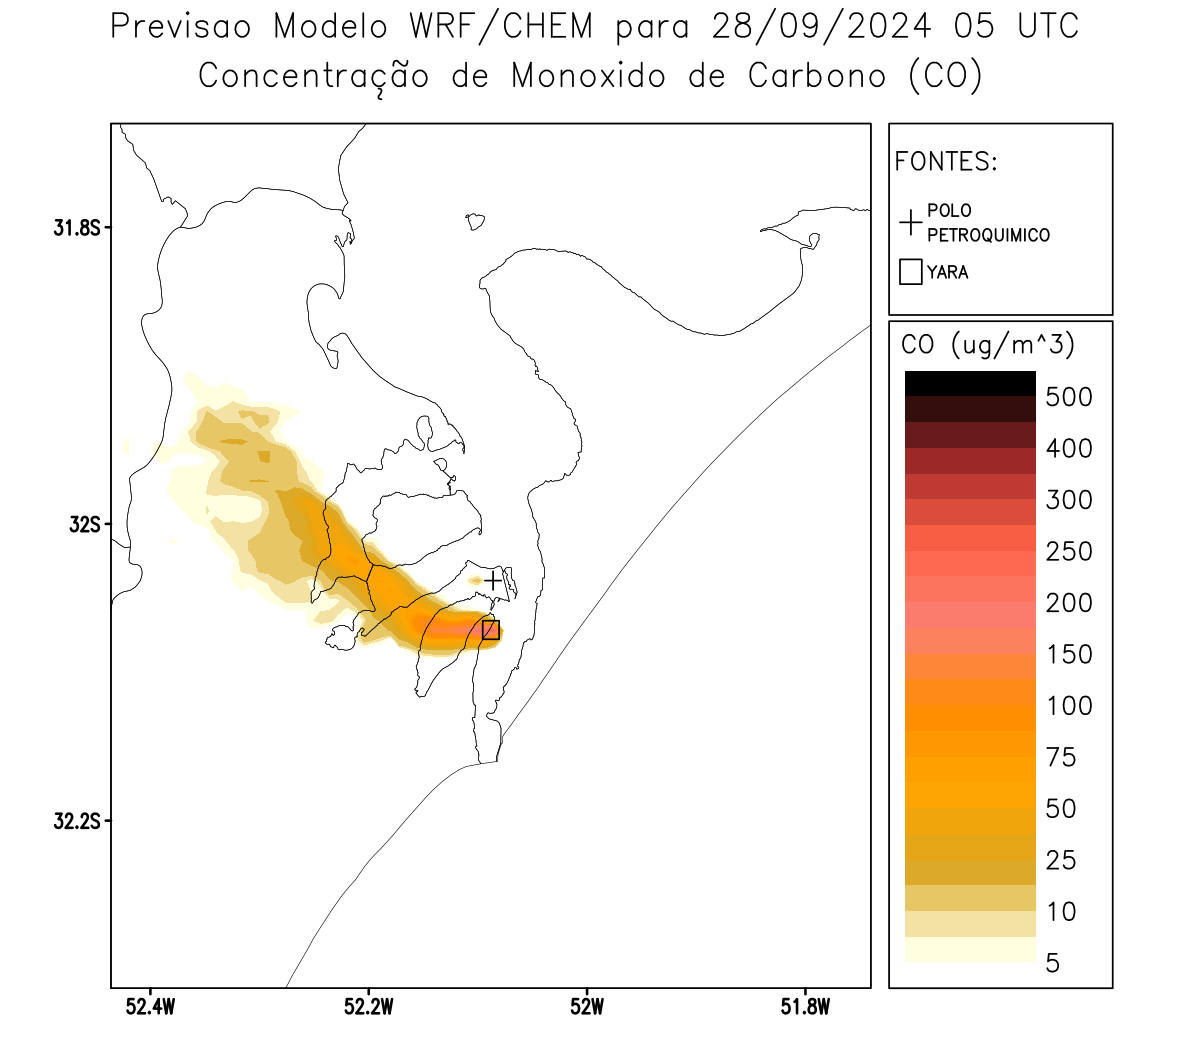 Previsao Modelo WRF/CHEM para 28/09/2024 05 UTC
Concentração de Monoxido de Carbono (CO)
FONTES:
POLO
PETROQUIMICO
YARA
CO (ug/m^3)
500
400
300
250
200
150
100
75
50
25
10
5
31.8S
32S
32.2S
52.4W
52.2W
52W
51.8W